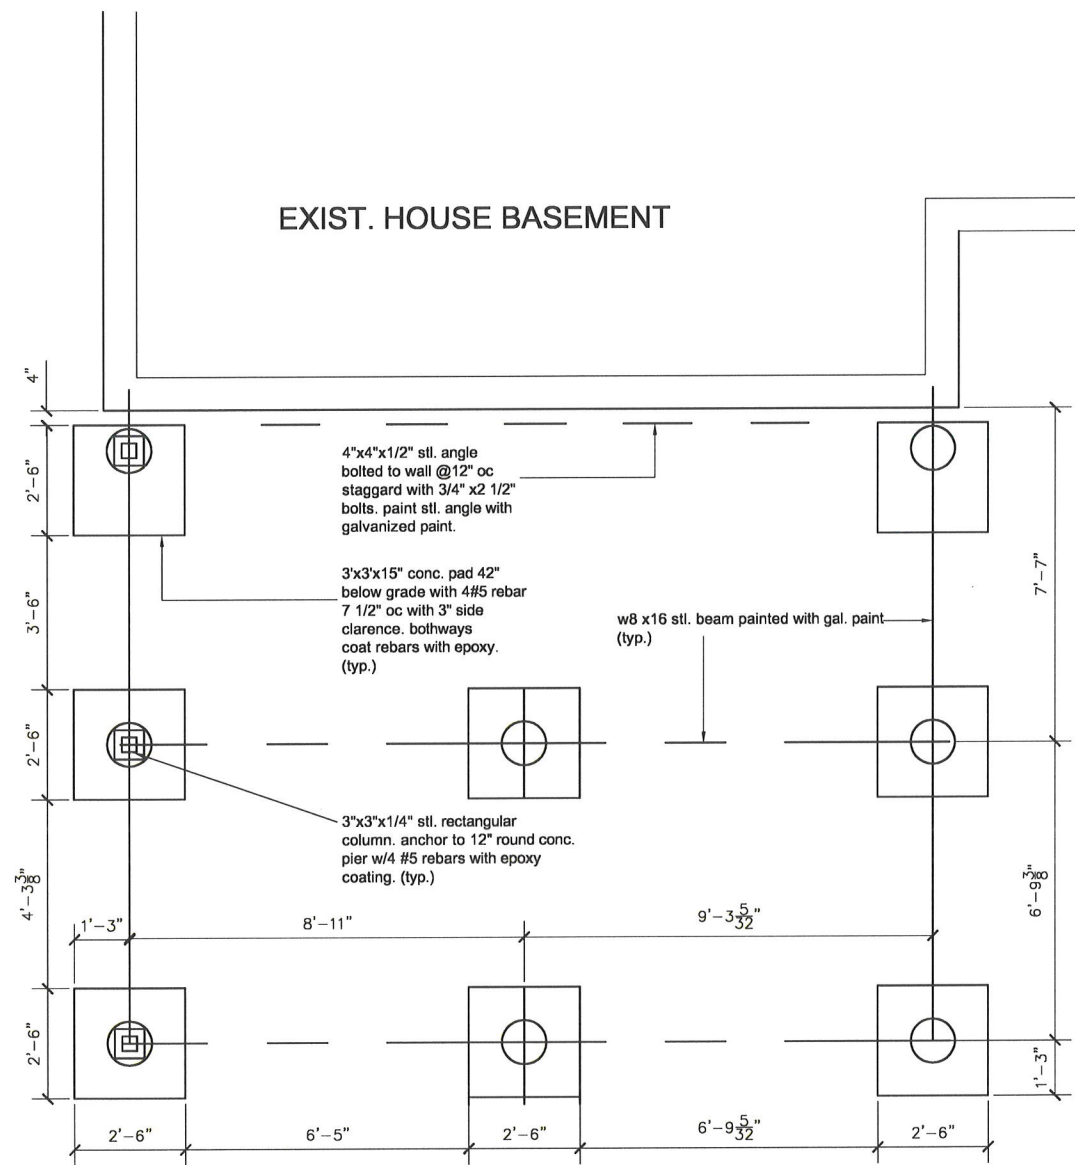 EXIST. HOUSE BASEMENT
4"
2'-6"
4"x4"x1/2" stl. angle
bolted to wall @12" oc
staggard with 3/4" x2 1/2"
bolts. paint stl. angle with
galvanized paint.
7'-7"
3'-6"
3'x3'x15" conc. pad 42"
below grade with 4#5 rebar
7 1/2" oc with 3" side
clarence. bothways
coat rebars with epoxy.
(typ.)
w8 x16 stl. beam painted with gal. paint
(typ.)
2'-6"
3"x3"x1/4" stl. rectangular
column. anchor to 12" round conc.
pier w/4 #5 rebars with epoxy
coating. (typ.)
4'-3 3/8"
6'-9 3/8"
1'-3"
8'-11"
9'-3 5/32"
2'-6"
1'-3"
2'-6"
6'-5"
2'-6"
6'-9 5/32"
2'-6"